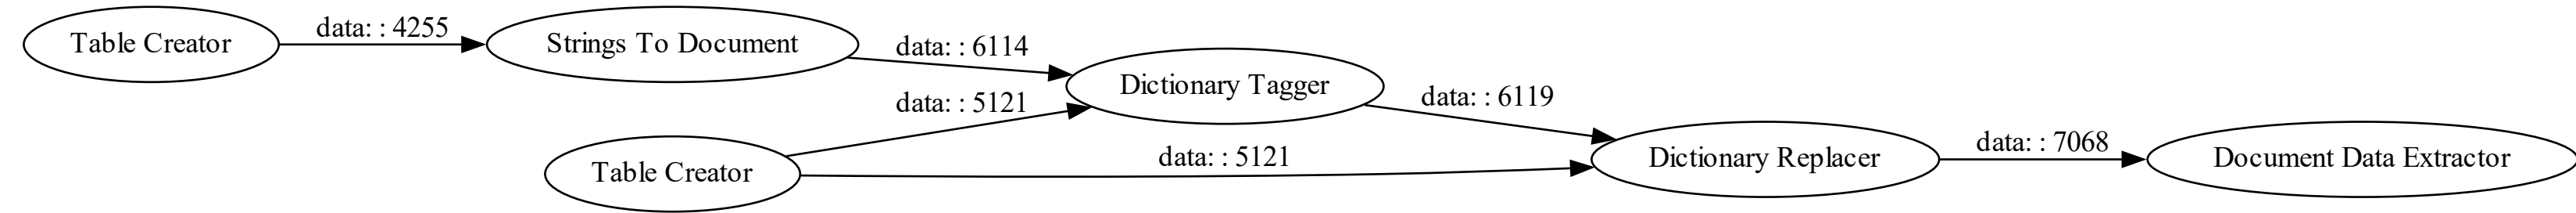 Table Creator
data: : 4255
Strings To Document
data: : 6114
Dictionary Tagger
data: : 5121
data: : 6119
Table Creator
data: : 5121
Dictionary Replacer
data: : 7068
Document Data Extractor